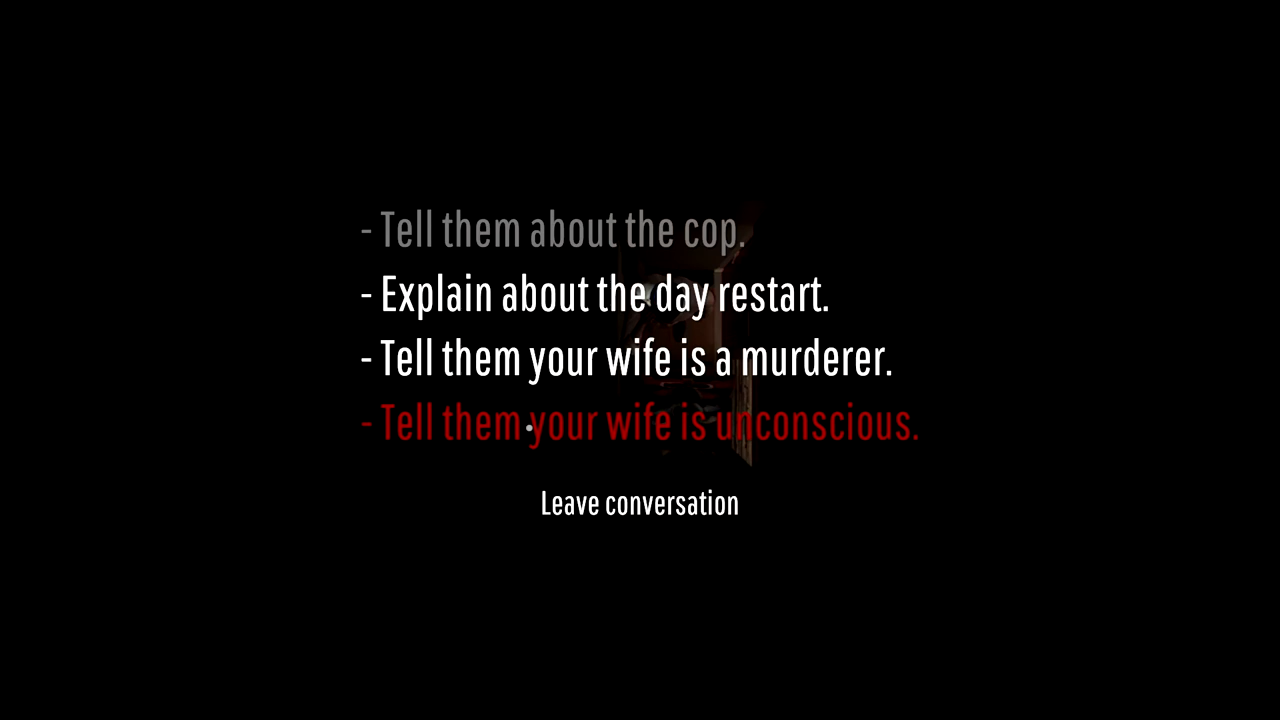 - Tell them about the cop.
- Explain about the day restart.
- Tell them your wife is a murderer.
- Tell them your wife is unconscious.
Leave conversation